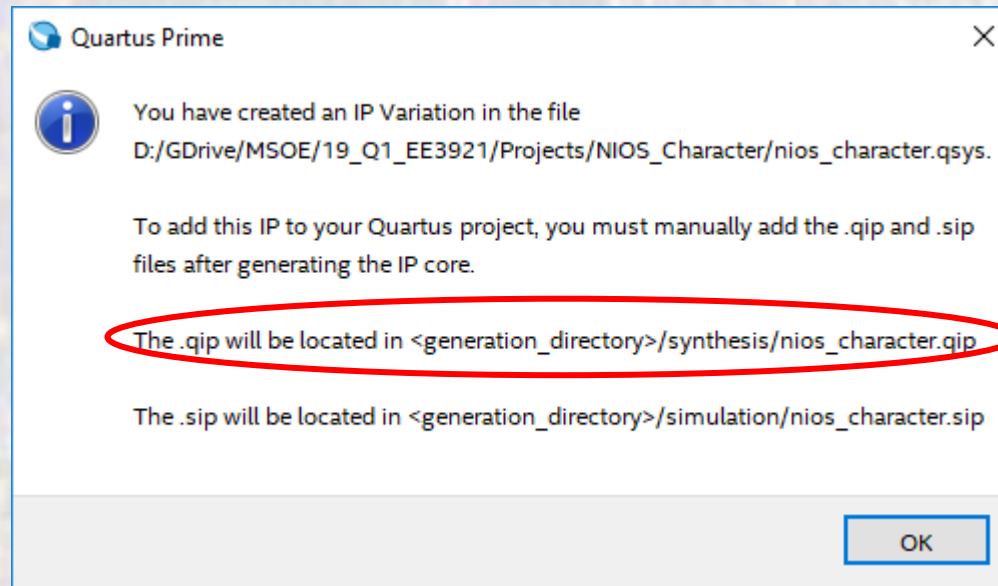 Quartus Prime
You have created an IP Variation in the file
D:/GDrive/MSOE/19_Q1_EE3921/Projects/NIOS_Character/nios_character.qsys.
To add this IP to your Quartus project, you must manually add the .qip and .sip
files after generating the IP core.
The .qip will be located in <generation_directory>/synthesis/nios_character.qip
The .sip will be located in <generation_directory>/simulation/nios_character.sip
OK